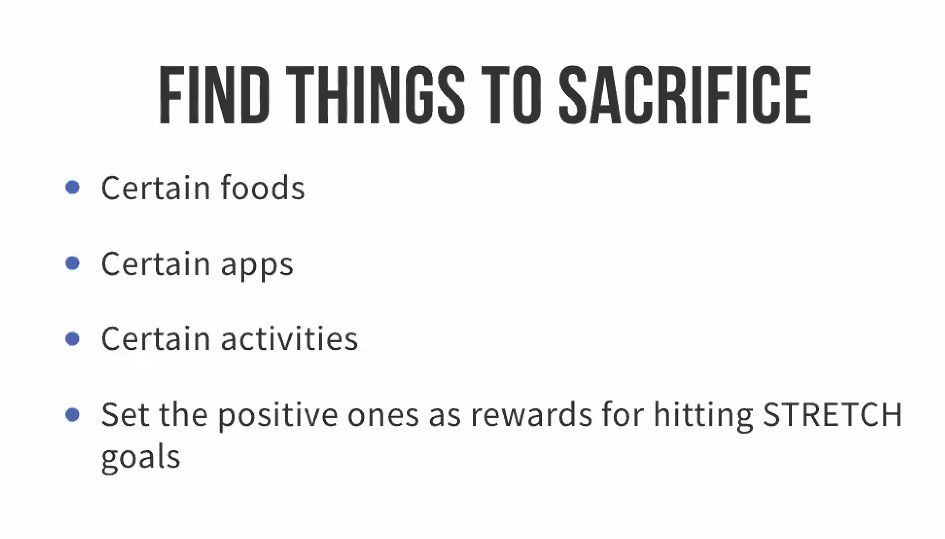 FIND THINGS TO SACRIFICE
Certain foods
Certain apps
Certain activities
Set the positive ones as rewards for hitting STRETCH
goals